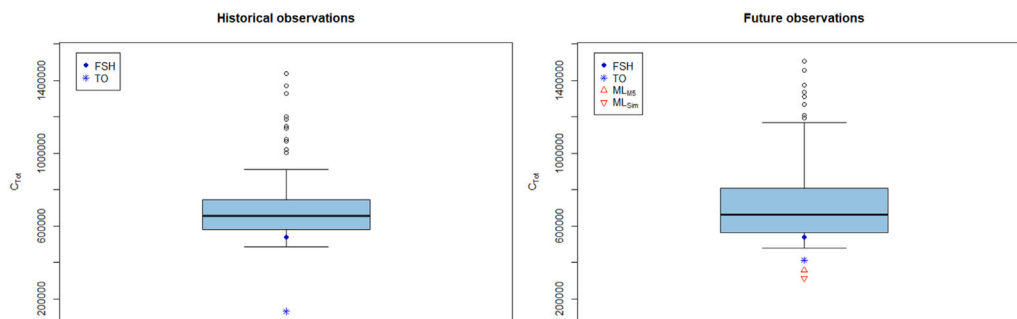 Historical observations
FSH
TO
C_Tot
1400000
1000000
600000
200000
Future observations
FSH
TO
ML_M5
ML_Sim
C_Tot
1400000
1000000
600000
200000